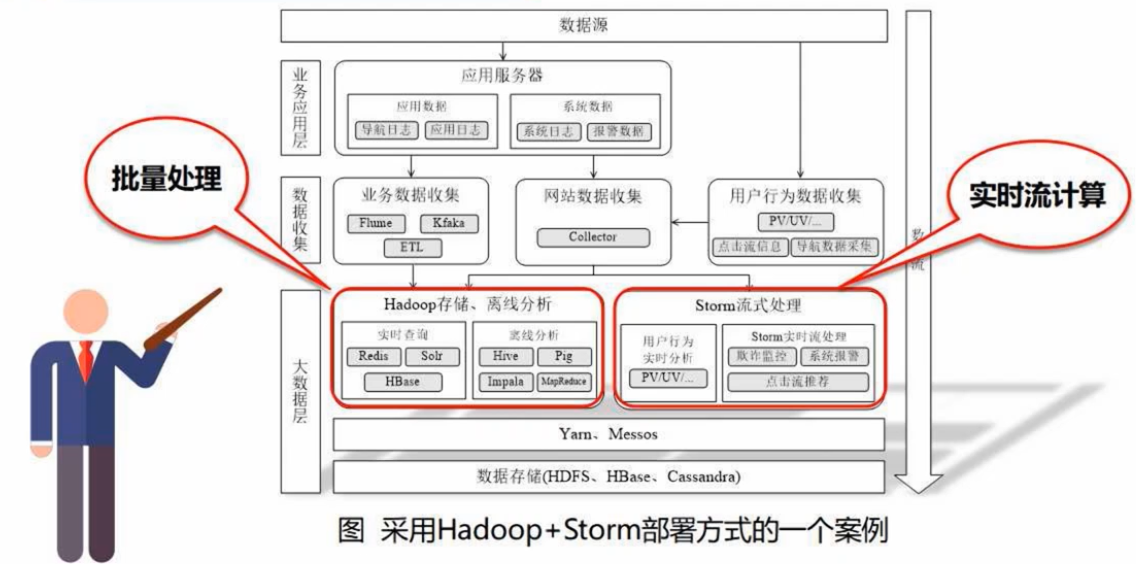 数据源
业务应用层
应用服务器
应用数据
导航日志
应用日志
系统数据
系统日志
报警数据
批量处理
实时流计算
数据收集
业务数据收集
Flume
Kfaka
ETL
网站数据收集
Collector
用户行为数据收集
PV/UV/...
点击流信息
导航数据采集
数
流
大数据层
Hadoop存储、离线分析
实时查询
Redis
Solr
HBase
离线分析
Hive
Pig
Impala
MapReduce
Storm流式处理
用户行为
实时分析
PV/UV/...
Storm实时流处理
欺诈监控
系统报警
点击流推荐
Yarn、Messos
数据存储(HDFS、HBase、Cassandra)
图 采用Hadoop+Storm部署方式的一个案例